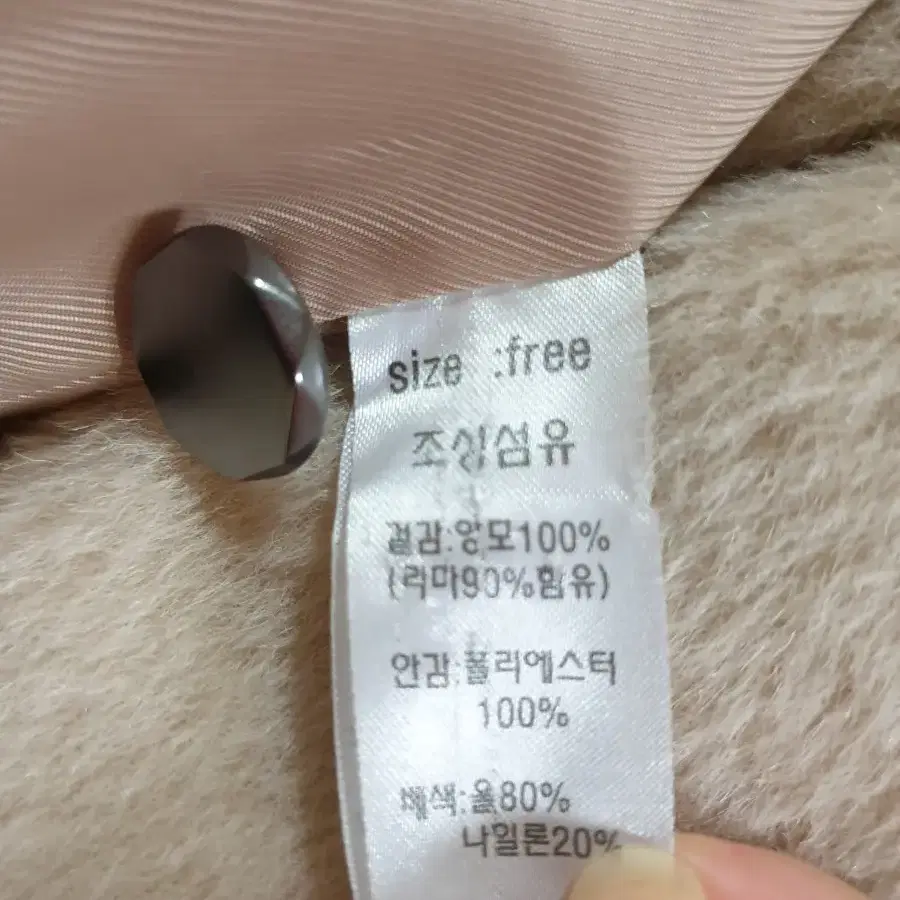 size :free
조성섬유
겉감:양모100%
(라마90%함유)
안감:폴리에스터
100%
배색:울80%
나일론20%